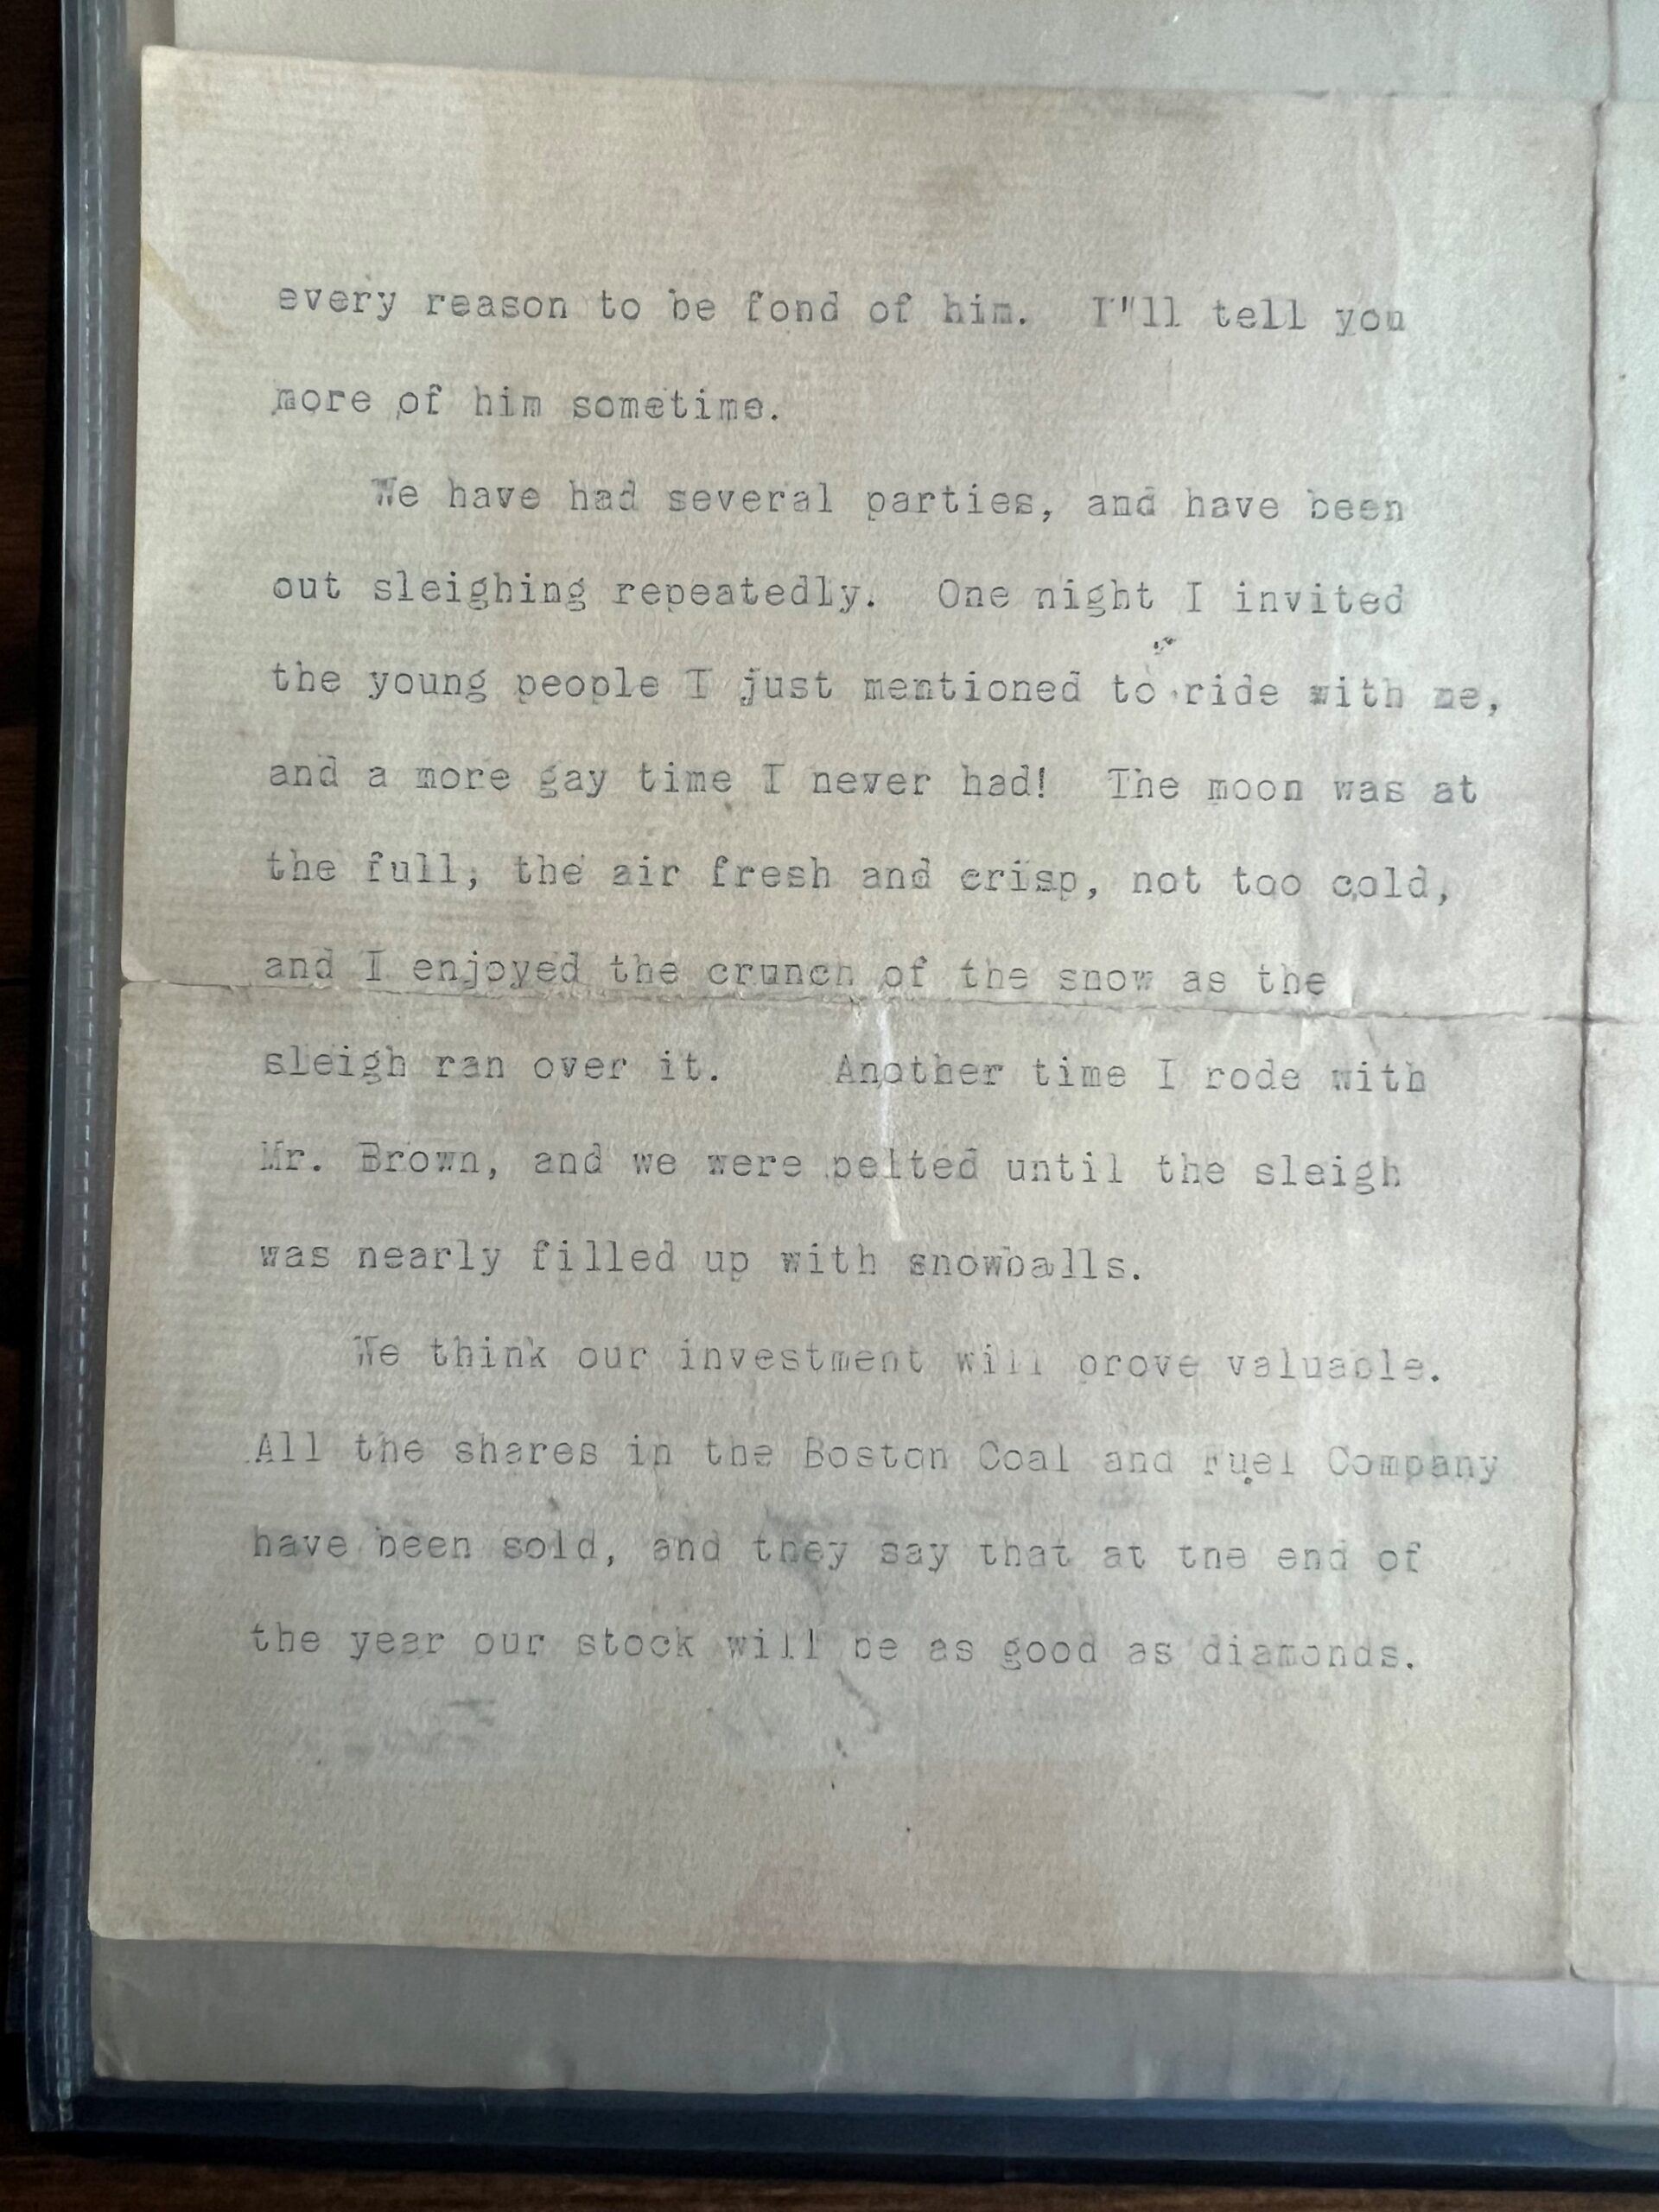 every reason to be fond of him.  I"ll tell you
more of him sometime.
We have had several parties, and have been
out sleighing repeatedly.  One night I invited
the young people I just mentioned to ride with me,
and a more gay time I never had!  The moon was at
the full, the air fresh and crisp, not too cold,
and I enjoyed the crunch of the snow as the
sleigh ran over it.    Another time I rode with
Mr. Brown, and we were pelted until the sleigh
was nearly filled up with snowballs.
We think our investment will prove valuable.
All the shares in the Boston Coal and Fuel Company
have been sold, and they say that at the end of
the year our stock will be as good as diamonds.